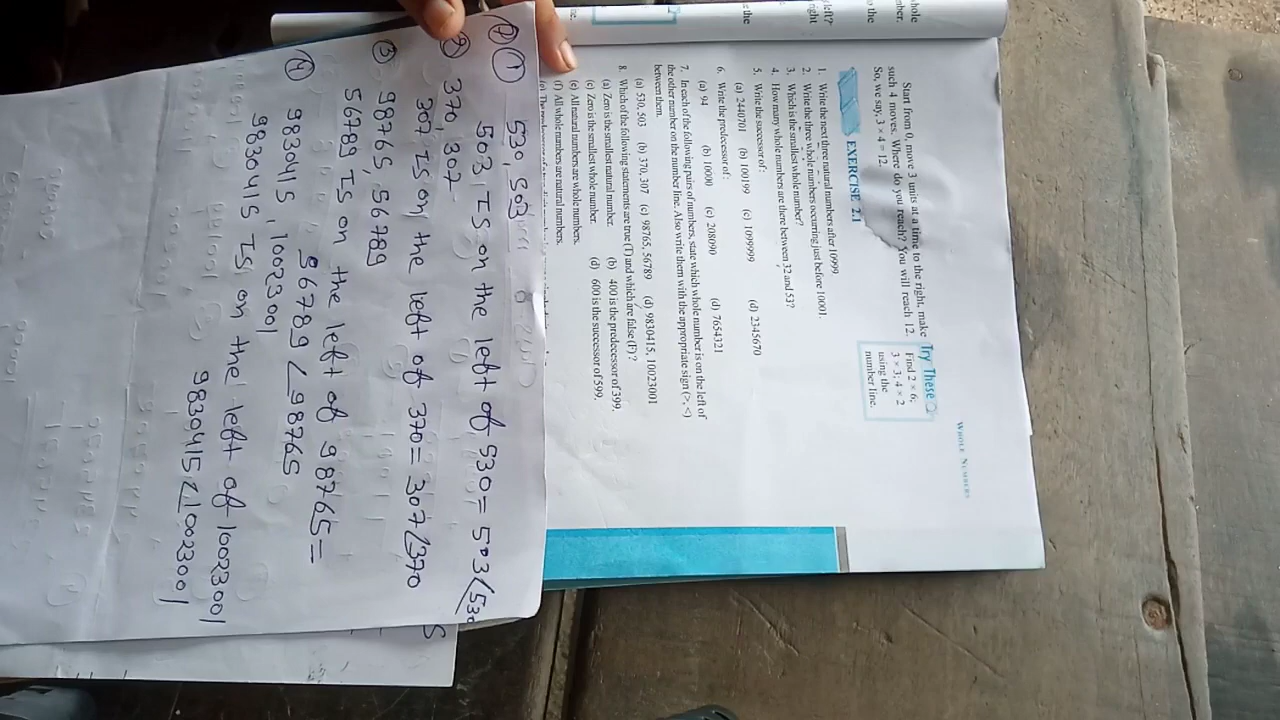 WHOLE NUMBERS
Start from 0, move 3 units at a time to the right, make
such 4 moves. Where do you reach? You will reach 12.
So, we say, 3 × 4 = 12.
Try These
Find 2 × 6;
3 × 3; 4 × 2
using the
number line.
EXERCISE 2.1
1. Write the next three natural numbers after 10999.
2. Write the three whole numbers occurring just before 10001.
3. Which is the smallest whole number?
4. How many whole numbers are there between 32 and 53?
5. Write the successor of :
(a) 2440701 (b) 100199 (c) 1099999 (d) 2345670
6. Write the predecessor of :
(a) 94 (b) 10000 (c) 208090 (d) 7654321
7. In each of the following pairs of numbers, state which whole number is on the left of
the other number on the number line. Also write them with the appropriate sign (>, <)
between them.
(a) 530, 503 (b) 370, 307 (c) 98765, 56789 (d) 9830415, 10023001
8. Which of the following statements are true (T) and which are false (F) ?
(a) Zero is the smallest natural number. (b) 400 is the predecessor of 399.
(c) Zero is the smallest whole number. (d) 600 is the successor of 599.
(e) All natural numbers are whole numbers.
(f) All whole numbers are natural numbers.
530, 503
503, IS on the left of 530 = 503<530
370, 307
307 IS on the left of 370 = 307<370
③ 98765, 56789
56789 IS on the left of 98765 =
56789 < 98765
④ 9830415, 10023001
9830415 IS on the left of 10023001
9830415<10023001